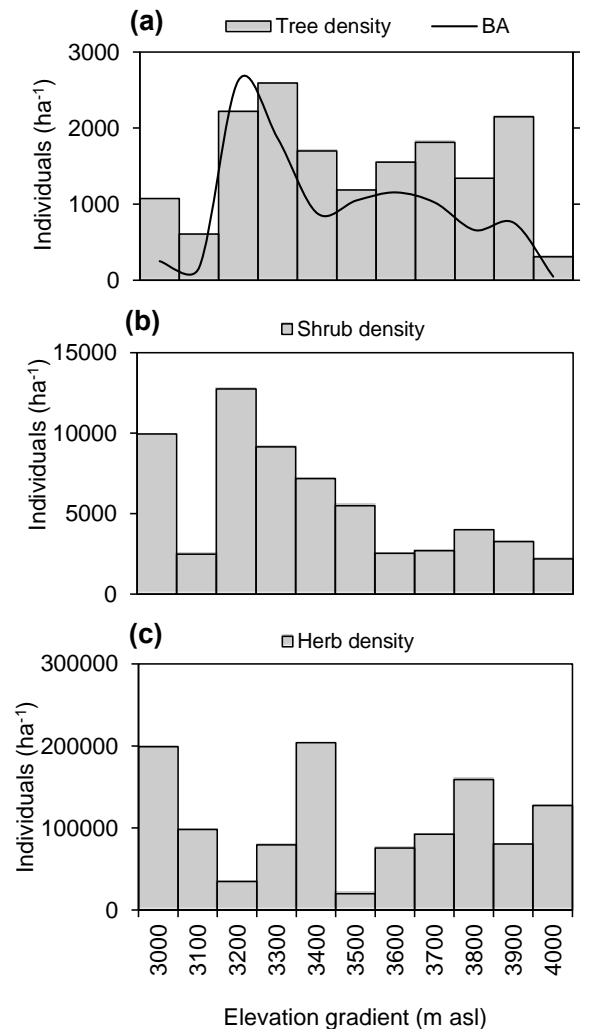 (a)
Tree density BA
Individuals (ha-1)
3000
2000
1000
0
(b)
Shrub density
Individuals (ha-1)
15000
10000
5000
0
(c)
Herb density
Individuals (ha-1)
300000
200000
100000
0
3000 3100 3200 3300 3400 3500 3600 3700 3800 3900 4000
Elevation gradient (m asl)